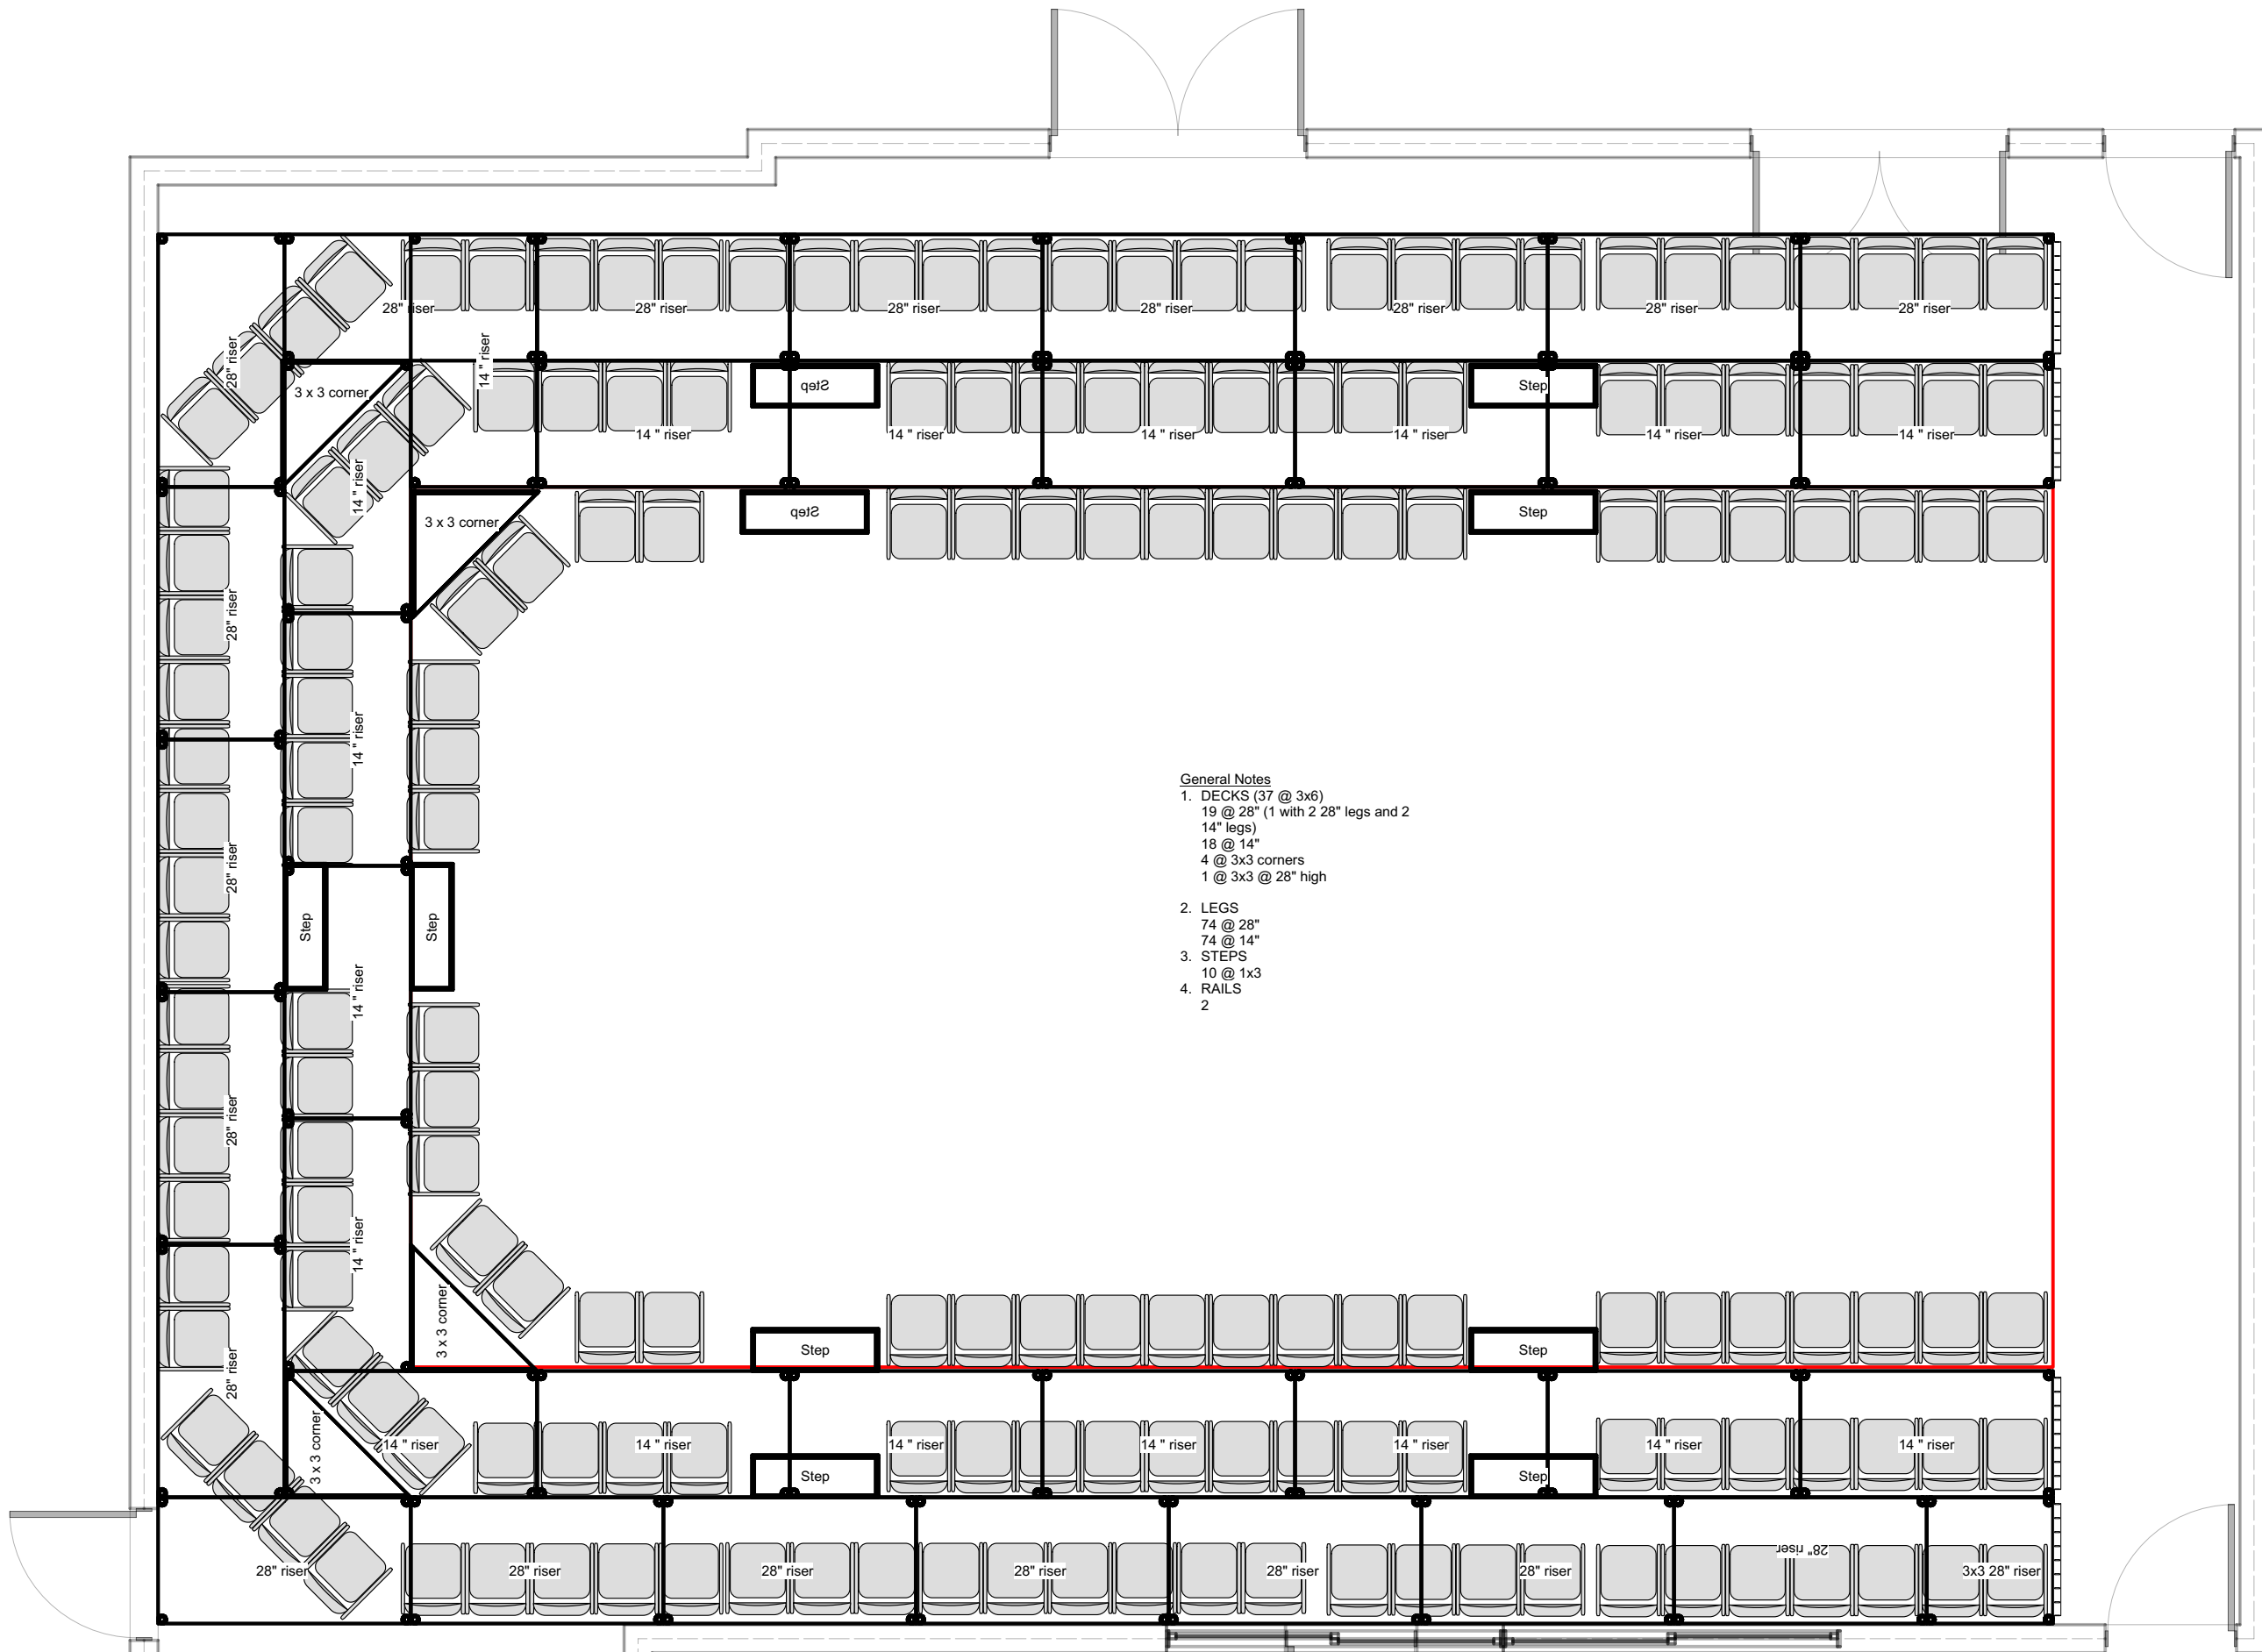 28" riser
28" riser
28" riser
28" riser
28" riser
28" riser
28" riser
28" riser
14 " riser
3 x 3 corner
Step
Step
14 " riser
14 " riser
14 " riser
14 " riser
14 " riser
14 " riser
14 " riser
3 x 3 corner
Step
Step
28" riser
14 " riser
28" riser
Step
Step
14 " riser
28" riser
14 " riser
General Notes
1. DECKS (37 @ 3x6)
19 @ 28" (1 with 2 28" legs and 2
14" legs)
18 @ 14"
4 @ 3x3 corners
1 @ 3x3 @ 28" high
2. LEGS
74 @ 28"
74 @ 14"
3. STEPS
10 @ 1x3
4. RAILS
2
3 x 3 corner
Step
Step
28" riser
3 x 3 corner
14 " riser
14 " riser
14 " riser
14 " riser
14 " riser
14 " riser
14 " riser
Step
Step
28" riser
28" riser
28" riser
28" riser
28" riser
28" riser
28" riser
3x3 28" riser